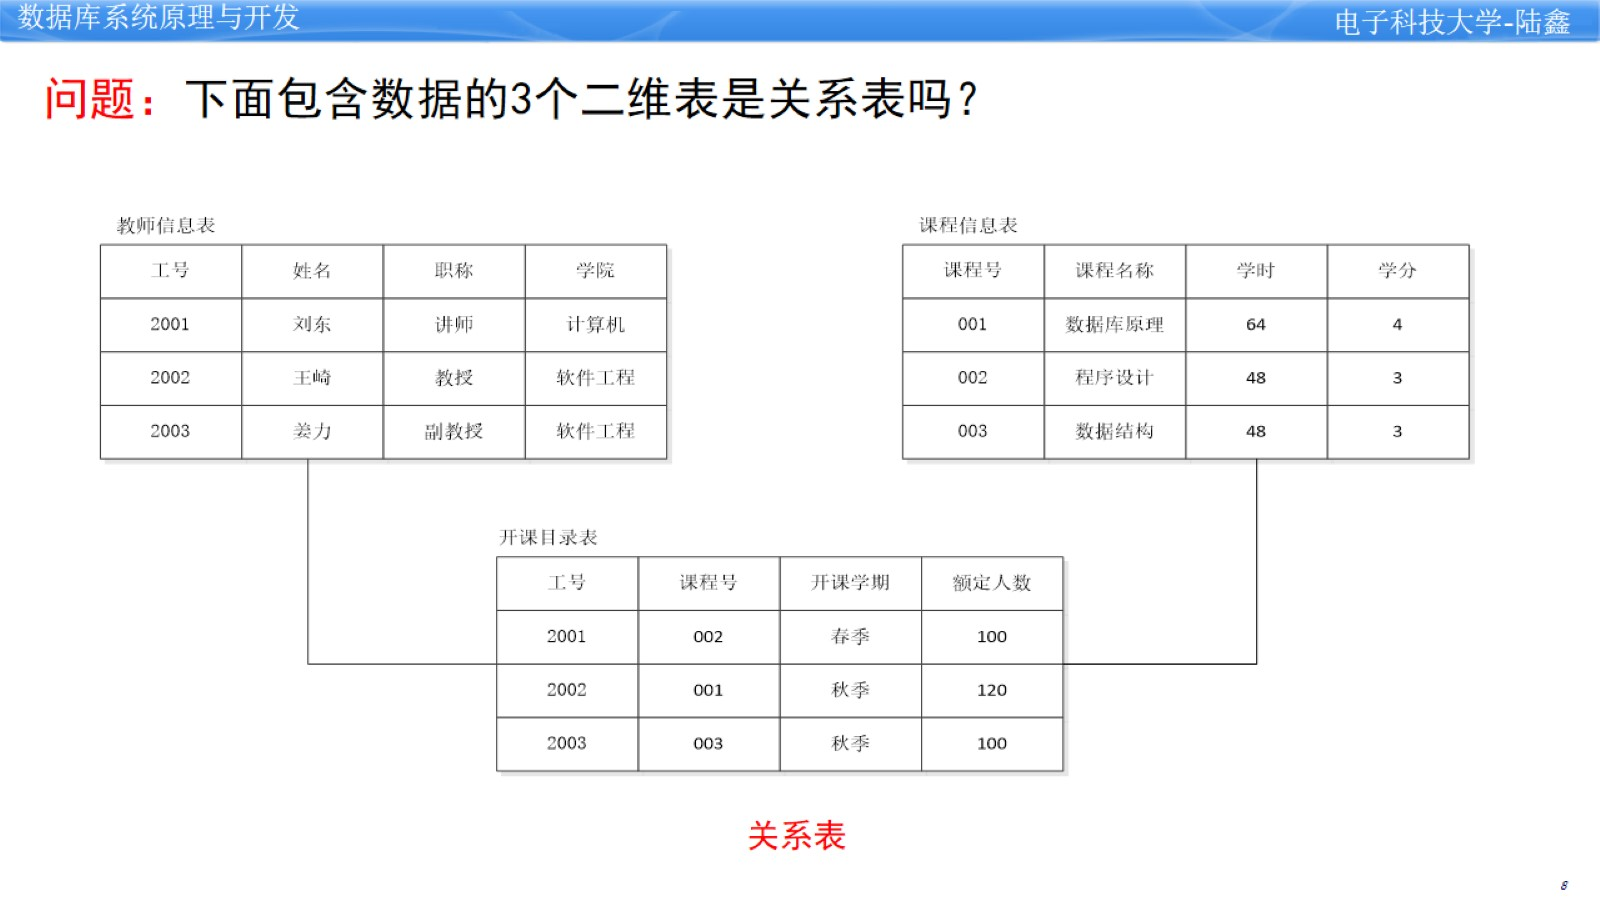 数据库系统原理与开发
电子科技大学-陆鑫
问题：下面包含数据的3个二维表是关系表吗？
教师信息表
工号 姓名 职称 学院
2001 刘东 讲师 计算机
2002 王崎 教授 软件工程
2003 姜力 副教授 软件工程
课程信息表
课程号 课程名称 学时 学分
001 数据库原理 64 4
002 程序设计 48 3
003 数据结构 48 3
开课目录表
工号 课程号 开课学期 额定人数
2001 002 春季 100
2002 001 秋季 120
2003 003 秋季 100
关系表
8